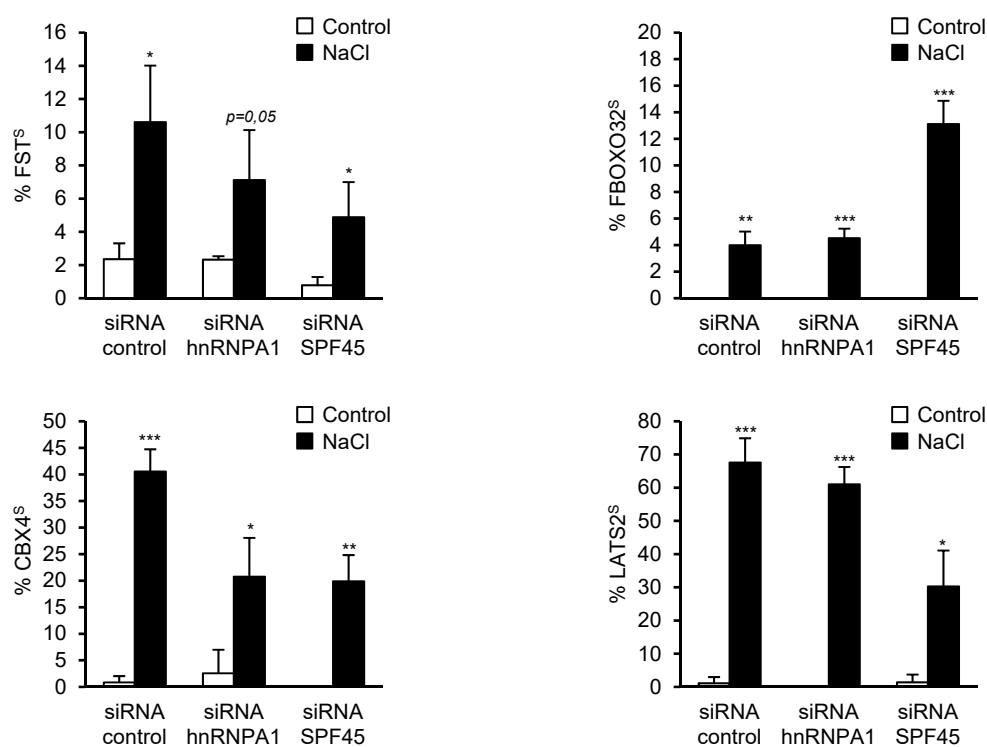 Control
NaCl
16
14
12
10
8
6
4
2
0
% FSTˢ
*
p=0,05
*
siRNA control
siRNA hnRNPA1
siRNA SPF45
Control
NaCl
20
18
16
14
12
10
8
6
4
2
0
% FBOXO32ˢ
**
***
***
siRNA control
siRNA hnRNPA1
siRNA SPF45
Control
NaCl
50
45
40
35
30
25
20
15
10
5
0
% CBX4ˢ
***
*
**
siRNA control
siRNA hnRNPA1
siRNA SPF45
Control
NaCl
80
70
60
50
40
30
20
10
0
% LATS2ˢ
***
***
*
siRNA control
siRNA hnRNPA1
siRNA SPF45